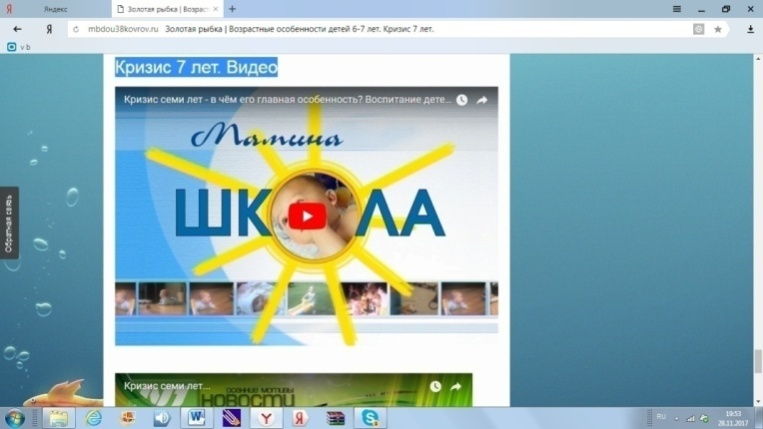 Яндекс
Золотая рыбка | Возраст
mbdou38kovrov.ru Золотая рыбка | Возрастные особенности детей 6-7 лет. Кризис 7 лет.
v b
Кризис 7 лет. Видео
Кризис семи лет - в чём его главная особенность? Воспитание дете...
Мамина
ШК ЛА
Обратная связь
Кризис семи лет...
ОСЕННИЕ МОТИВЫ
НОВОСТИ
RU
19:53
28.11.2017